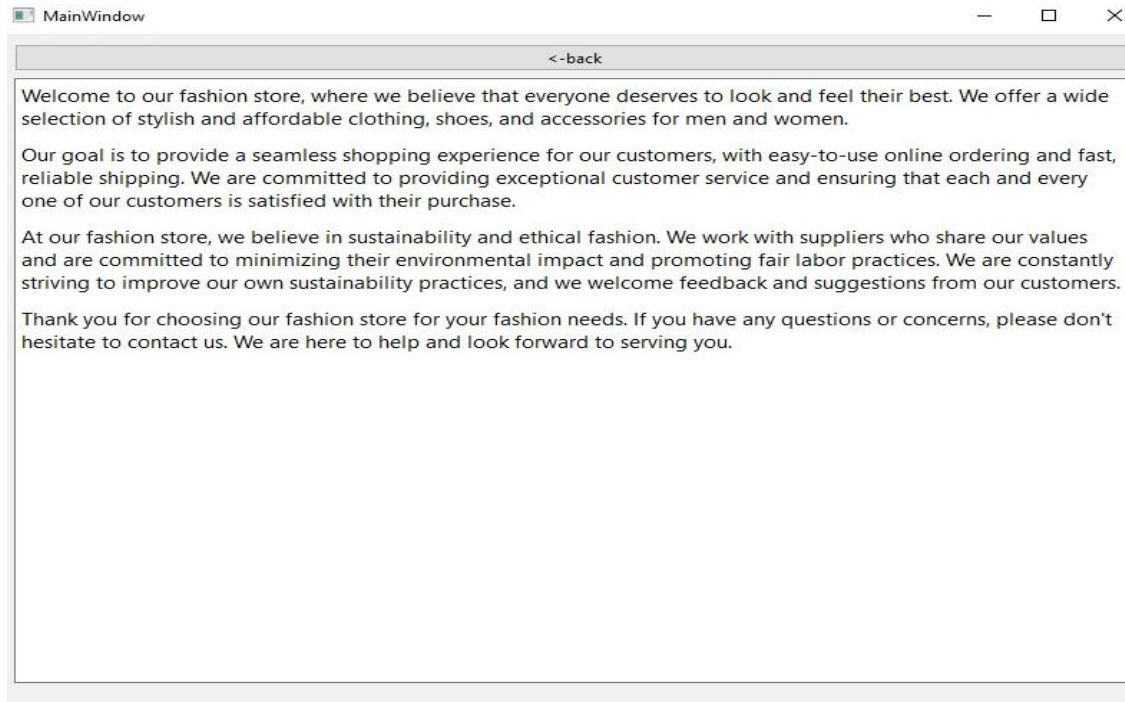 MainWindow
<-back
Welcome to our fashion store, where we believe that everyone deserves to look and feel their best. We offer a wide
selection of stylish and affordable clothing, shoes, and accessories for men and women.
Our goal is to provide a seamless shopping experience for our customers, with easy-to-use online ordering and fast,
reliable shipping. We are committed to providing exceptional customer service and ensuring that each and every
one of our customers is satisfied with their purchase.
At our fashion store, we believe in sustainability and ethical fashion. We work with suppliers who share our values
and are committed to minimizing their environmental impact and promoting fair labor practices. We are constantly
striving to improve our own sustainability practices, and we welcome feedback and suggestions from our customers.
Thank you for choosing our fashion store for your fashion needs. If you have any questions or concerns, please don't
hesitate to contact us. We are here to help and look forward to serving you.